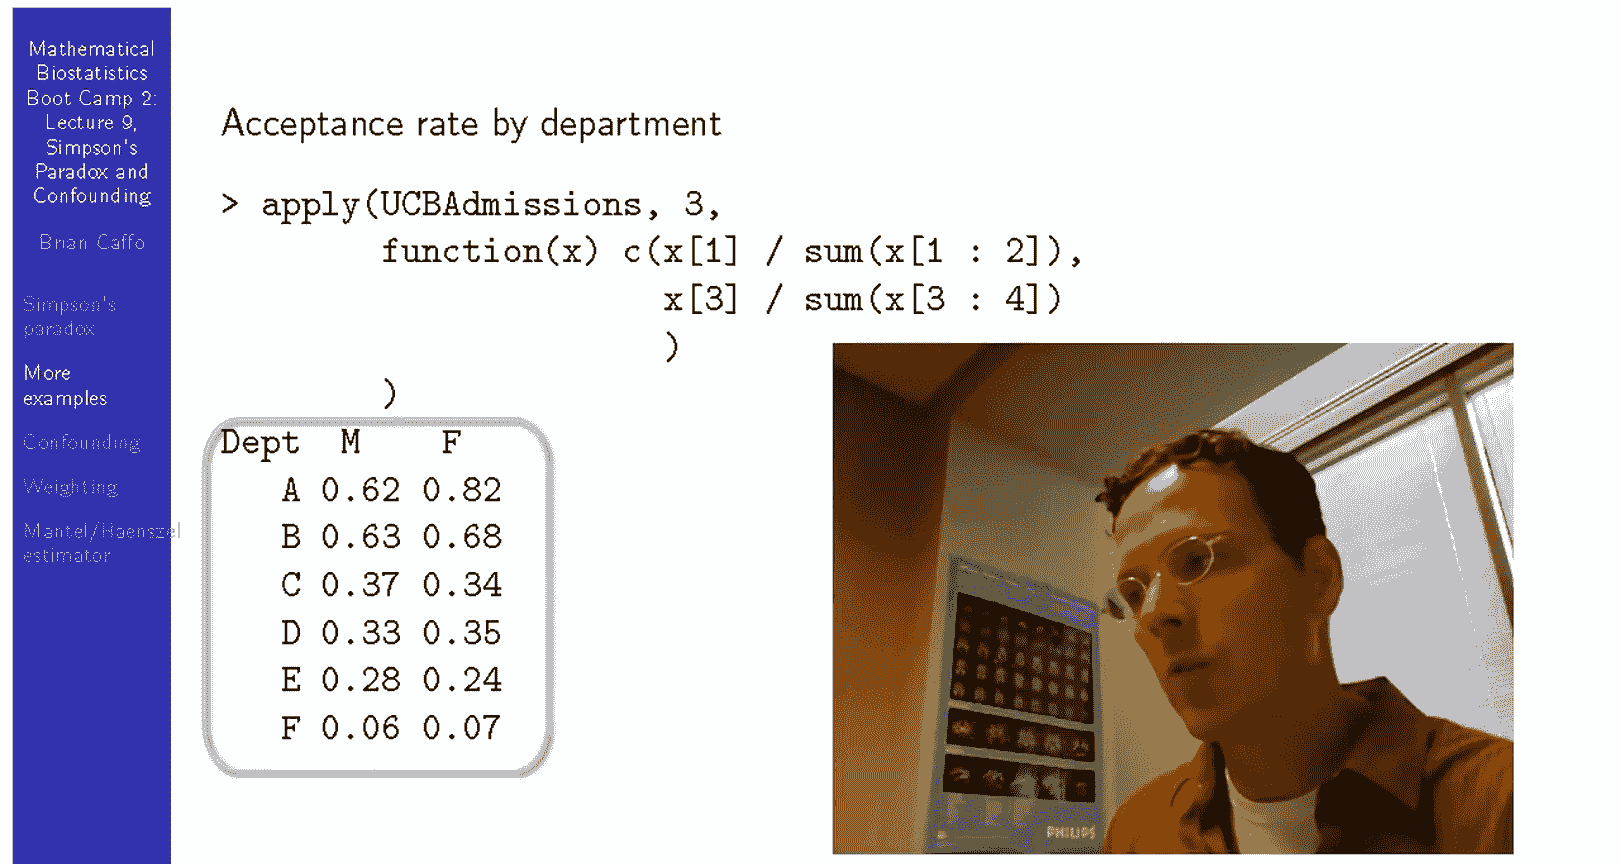 Mathematical
Biostatistics
Boot Camp 2:
Lecture 9,
Simpson's
Paradox and
Confounding
Brian Caffo
Simpson's
paradox
More
examples
Confounding
Weighting
Mantel/Haenszel
estimator
Acceptance rate by department
> apply(UCBAdmissions, 3,
function(x) c(x[1] / sum(x[1 : 2]),
x[3] / sum(x[3 : 4])
)
)
Dept M F
A 0.62 0.82
B 0.63 0.68
C 0.37 0.34
D 0.33 0.35
E 0.28 0.24
F 0.06 0.07
PHILIPS